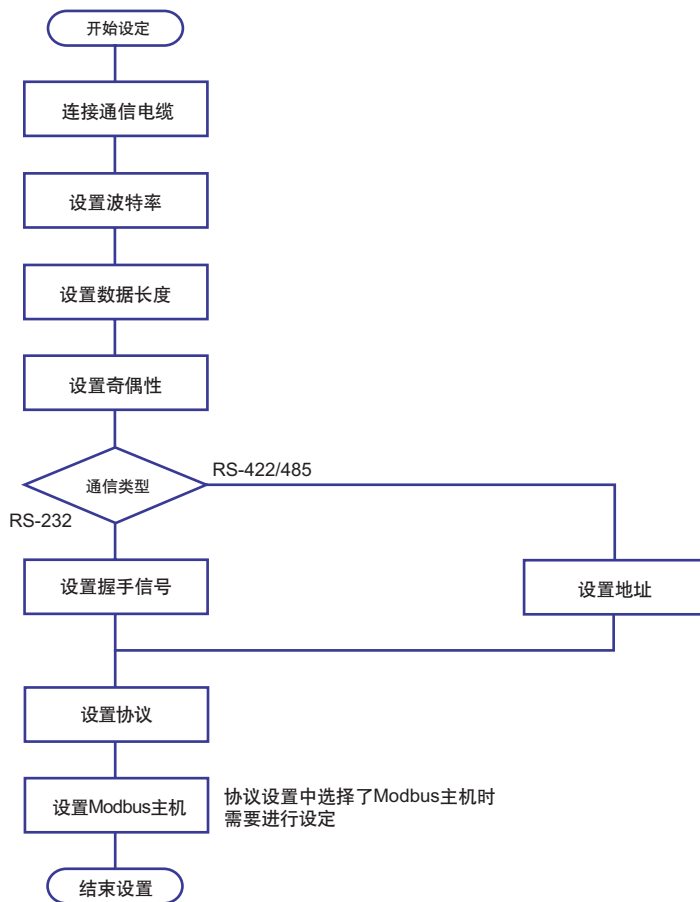 开始设定
连接通信电缆
设置波特率
设置数据长度
设置奇偶性
通信类型
RS-422/485
RS-232
设置握手信号
设置地址
设置协议
设置Modbus主机
协议设置中选择了Modbus主机时
需要进行设定
结束设置